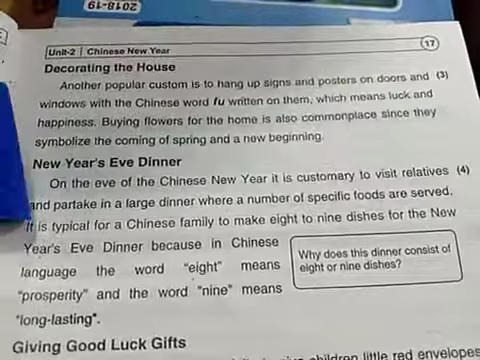 2018-19
Unit-2 | Chinese New Year
17
Decorating the House
Another popular custom is to hang up signs and posters on doors and (3)
windows with the Chinese word fu written on them, which means luck and
happiness. Buying flowers for the home is also commonplace since they
symbolize the coming of spring and a new beginning.
New Year's Eve Dinner
On the eve of the Chinese New Year it is customary to visit relatives (4)
and partake in a large dinner where a number of specific foods are served.
It is typical for a Chinese family to make eight to nine dishes for the New
Year's Eve Dinner because in Chinese
language the word "eight" means
"prosperity" and the word "nine" means
"long-lasting".
Why does this dinner consist of
eight or nine dishes?
Giving Good Luck Gifts
children little red envelopes